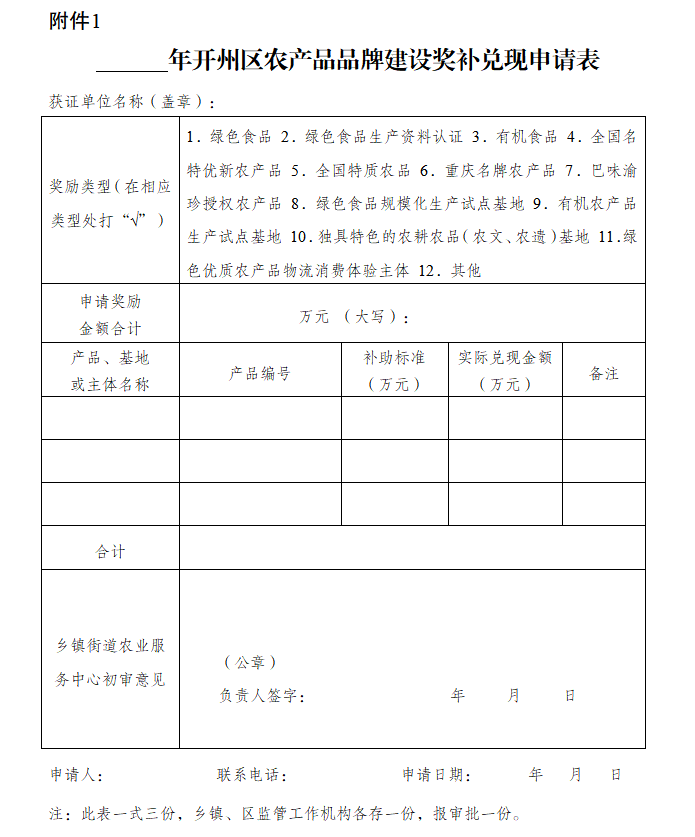 附件1
______年开州区农产品品牌建设奖补兑现申请表
获证单位名称（盖章）：
奖励类型（在相应
类型处打“√”）
1. 绿色食品 2. 绿色食品生产资料认证 3. 有机食品 4. 全国名
特优新农产品 5. 全国特质农品 6. 重庆名牌农产品 7. 巴味渝
珍授权农产品 8. 绿色食品规模化生产试点基地 9. 有机农产品
生产试点基地 10.独具特色的农耕农品（农文、农遗）基地 11.绿
色优质农产品物流消费体验主体 12. 其他
申请奖励
金额合计
万元 （大写）：
产品、基地
或主体名称
产品编号
补助标准
（万元）
实际兑现金额
（万元）
备注
合计
乡镇街道农业服
务中心初审意见
（公章）
负责人签字： 年 月 日
申请人： 联系电话： 申请日期： 年 月 日
注：此表一式三份，乡镇、区监管工作机构各存一份，报审批一份。